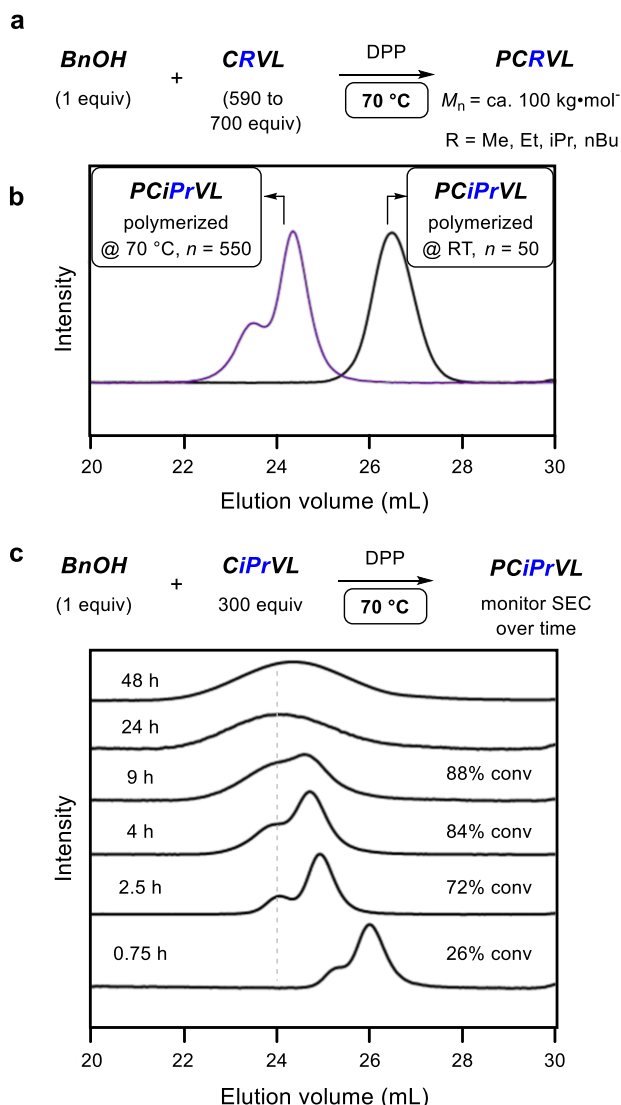 a
BnOH + CRVL DPP PCRVL
(1 equiv) (590 to 70 °C Mn = ca. 100 kg•mol-
700 equiv)
R = Me, Et, iPr, nBu
b
PCiPrVL PCiPrVL
polymerized polymerized
@ 70 °C, n = 550 @ RT, n = 50
Intensity
20 22 24 26 28 30
Elution volume (mL)
c
BnOH + CiPrVL DPP PCiPrVL
(1 equiv) 300 equiv 70 °C monitor SEC
over time
48 h
24 h
9 h 88% conv
4 h 84% conv
Intensity
2.5 h 72% conv
0.75 h 26% conv
20 22 24 26 28 30
Elution volume (mL)